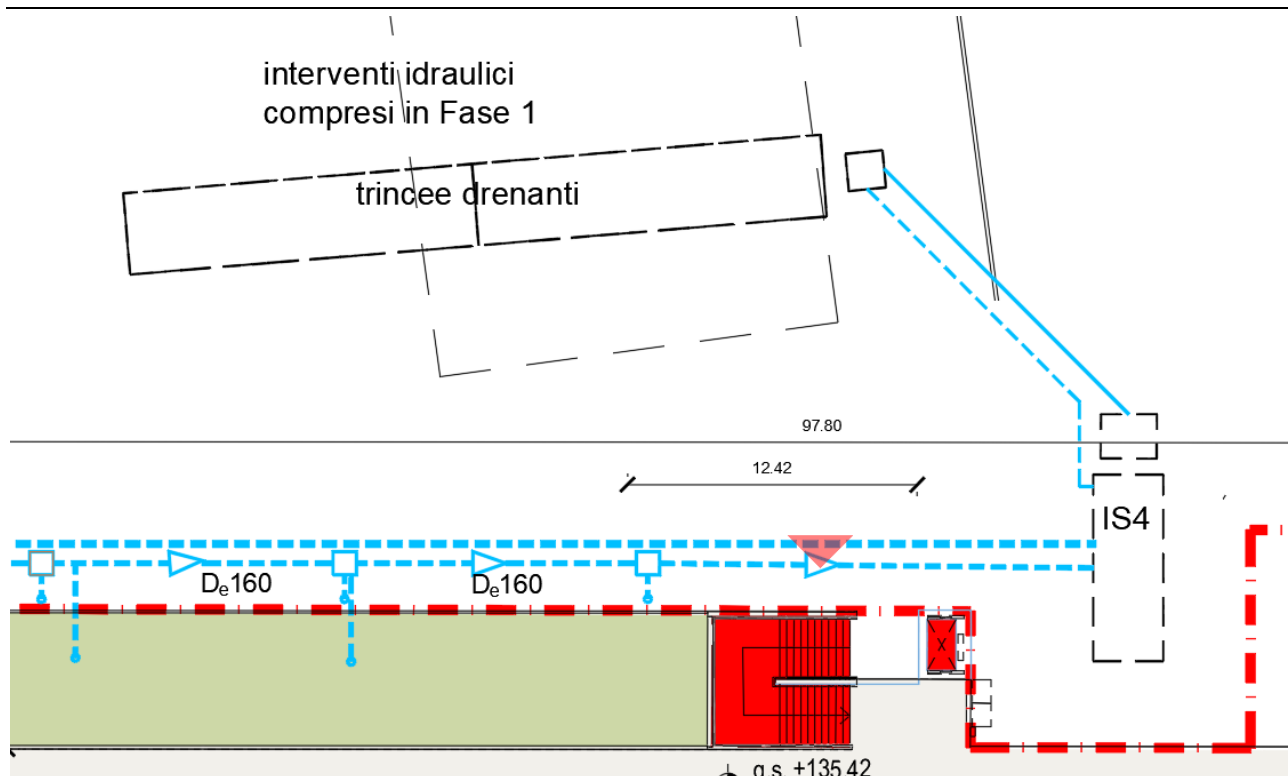 interventi idraulici
compresi in Fase 1
trincee drenanti
97.80
12.42
IS4
De160
De160
X
q.s. +135.42